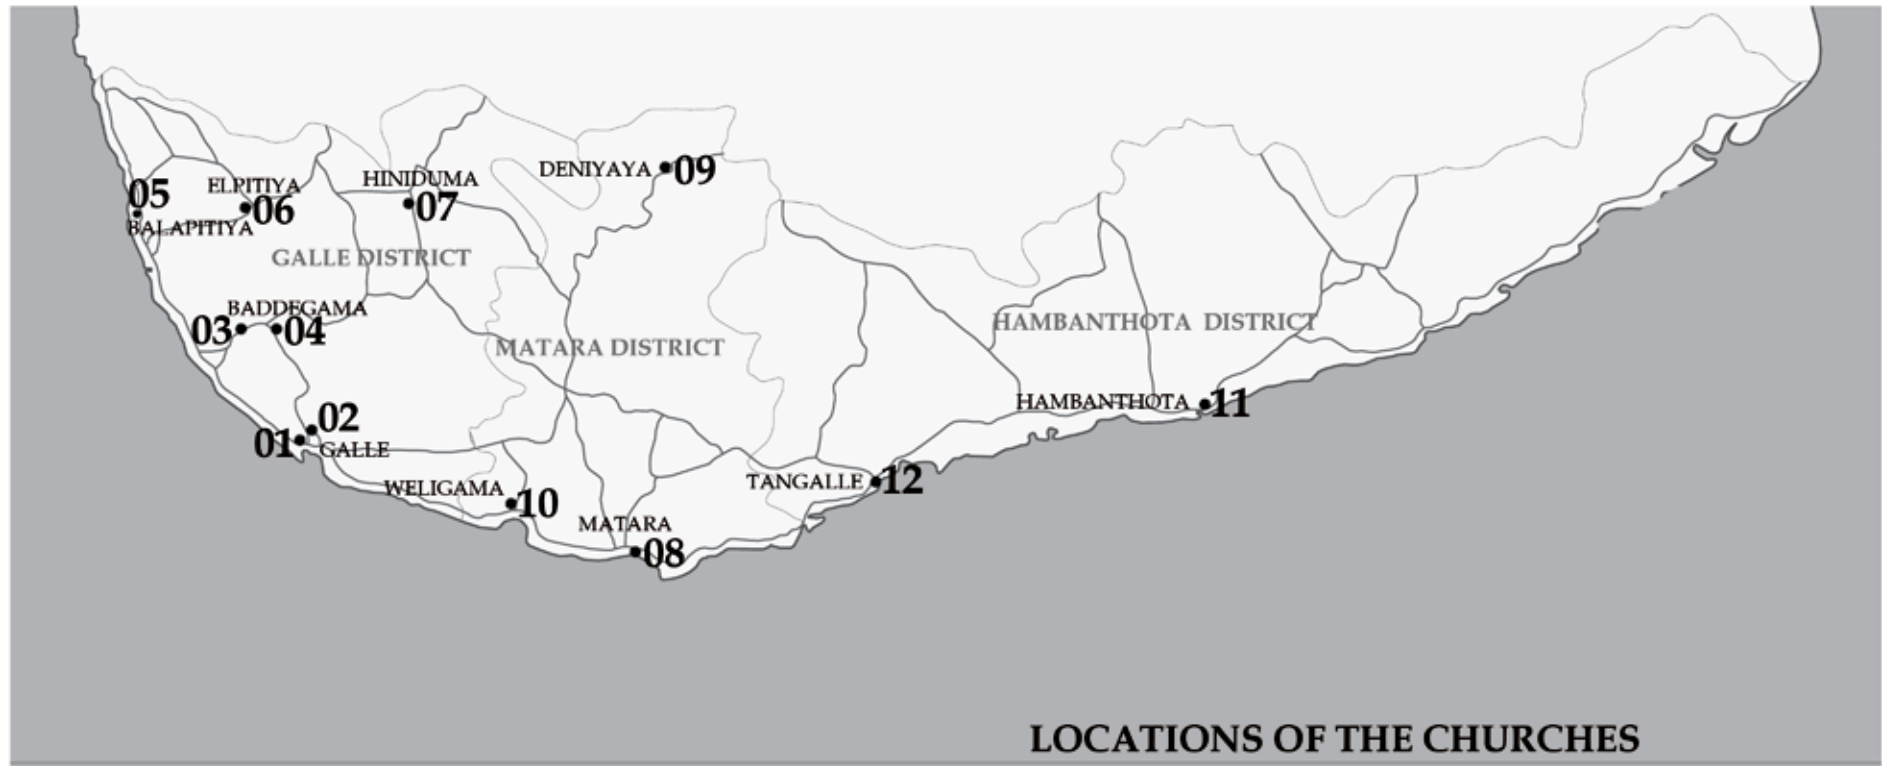 DENIYAYA 09
HINIDUMA
07
05
ELPITIYA
06
BALAPITIYA
GALLE DISTRICT
BADDEGAMA
03 04
HAMBANTHOTA DISTRICT
MATARA DISTRICT
HAMBANTHOTA 11
02
01 GALLE
TANGALLE 12
WELIGAMA 10
MATARA
08
LOCATIONS OF THE CHURCHES